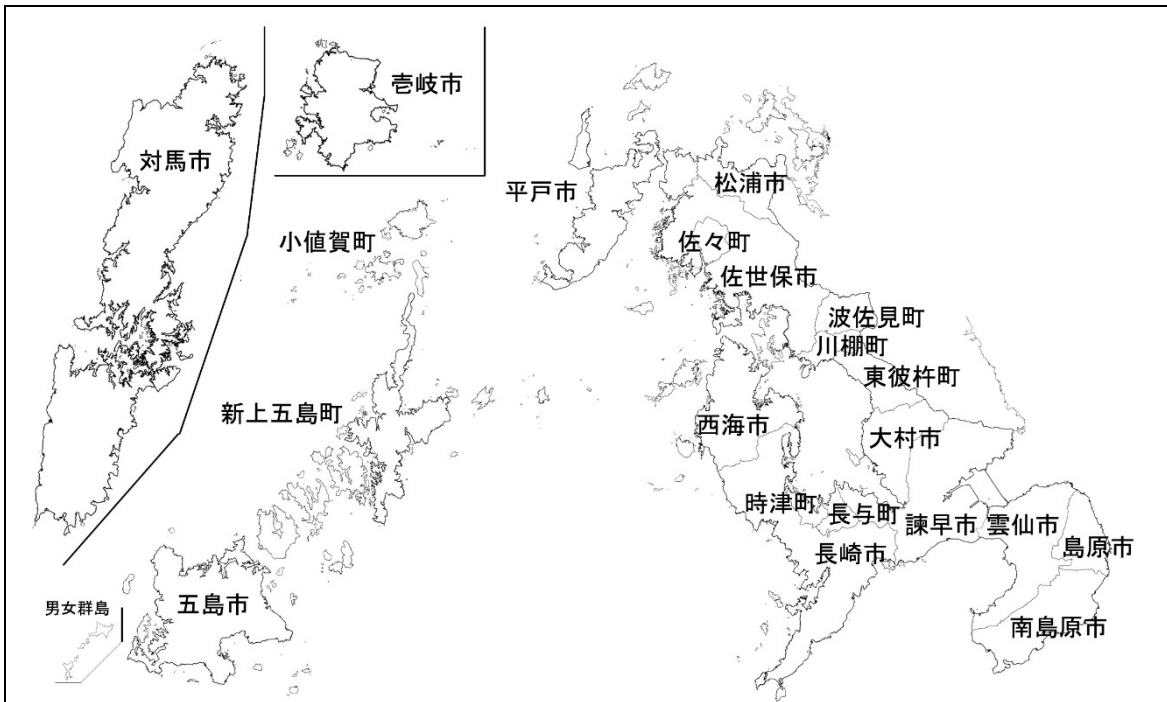 壱岐市
対馬市
平戸市
松浦市
小値賀町
佐々町
佐世保市
波佐見町
川棚町
東彼杵町
新上五島町
西海市
大村市
時津町
長与町
諫早市
雲仙市
長崎市
島原市
男女群島
五島市
南島原市